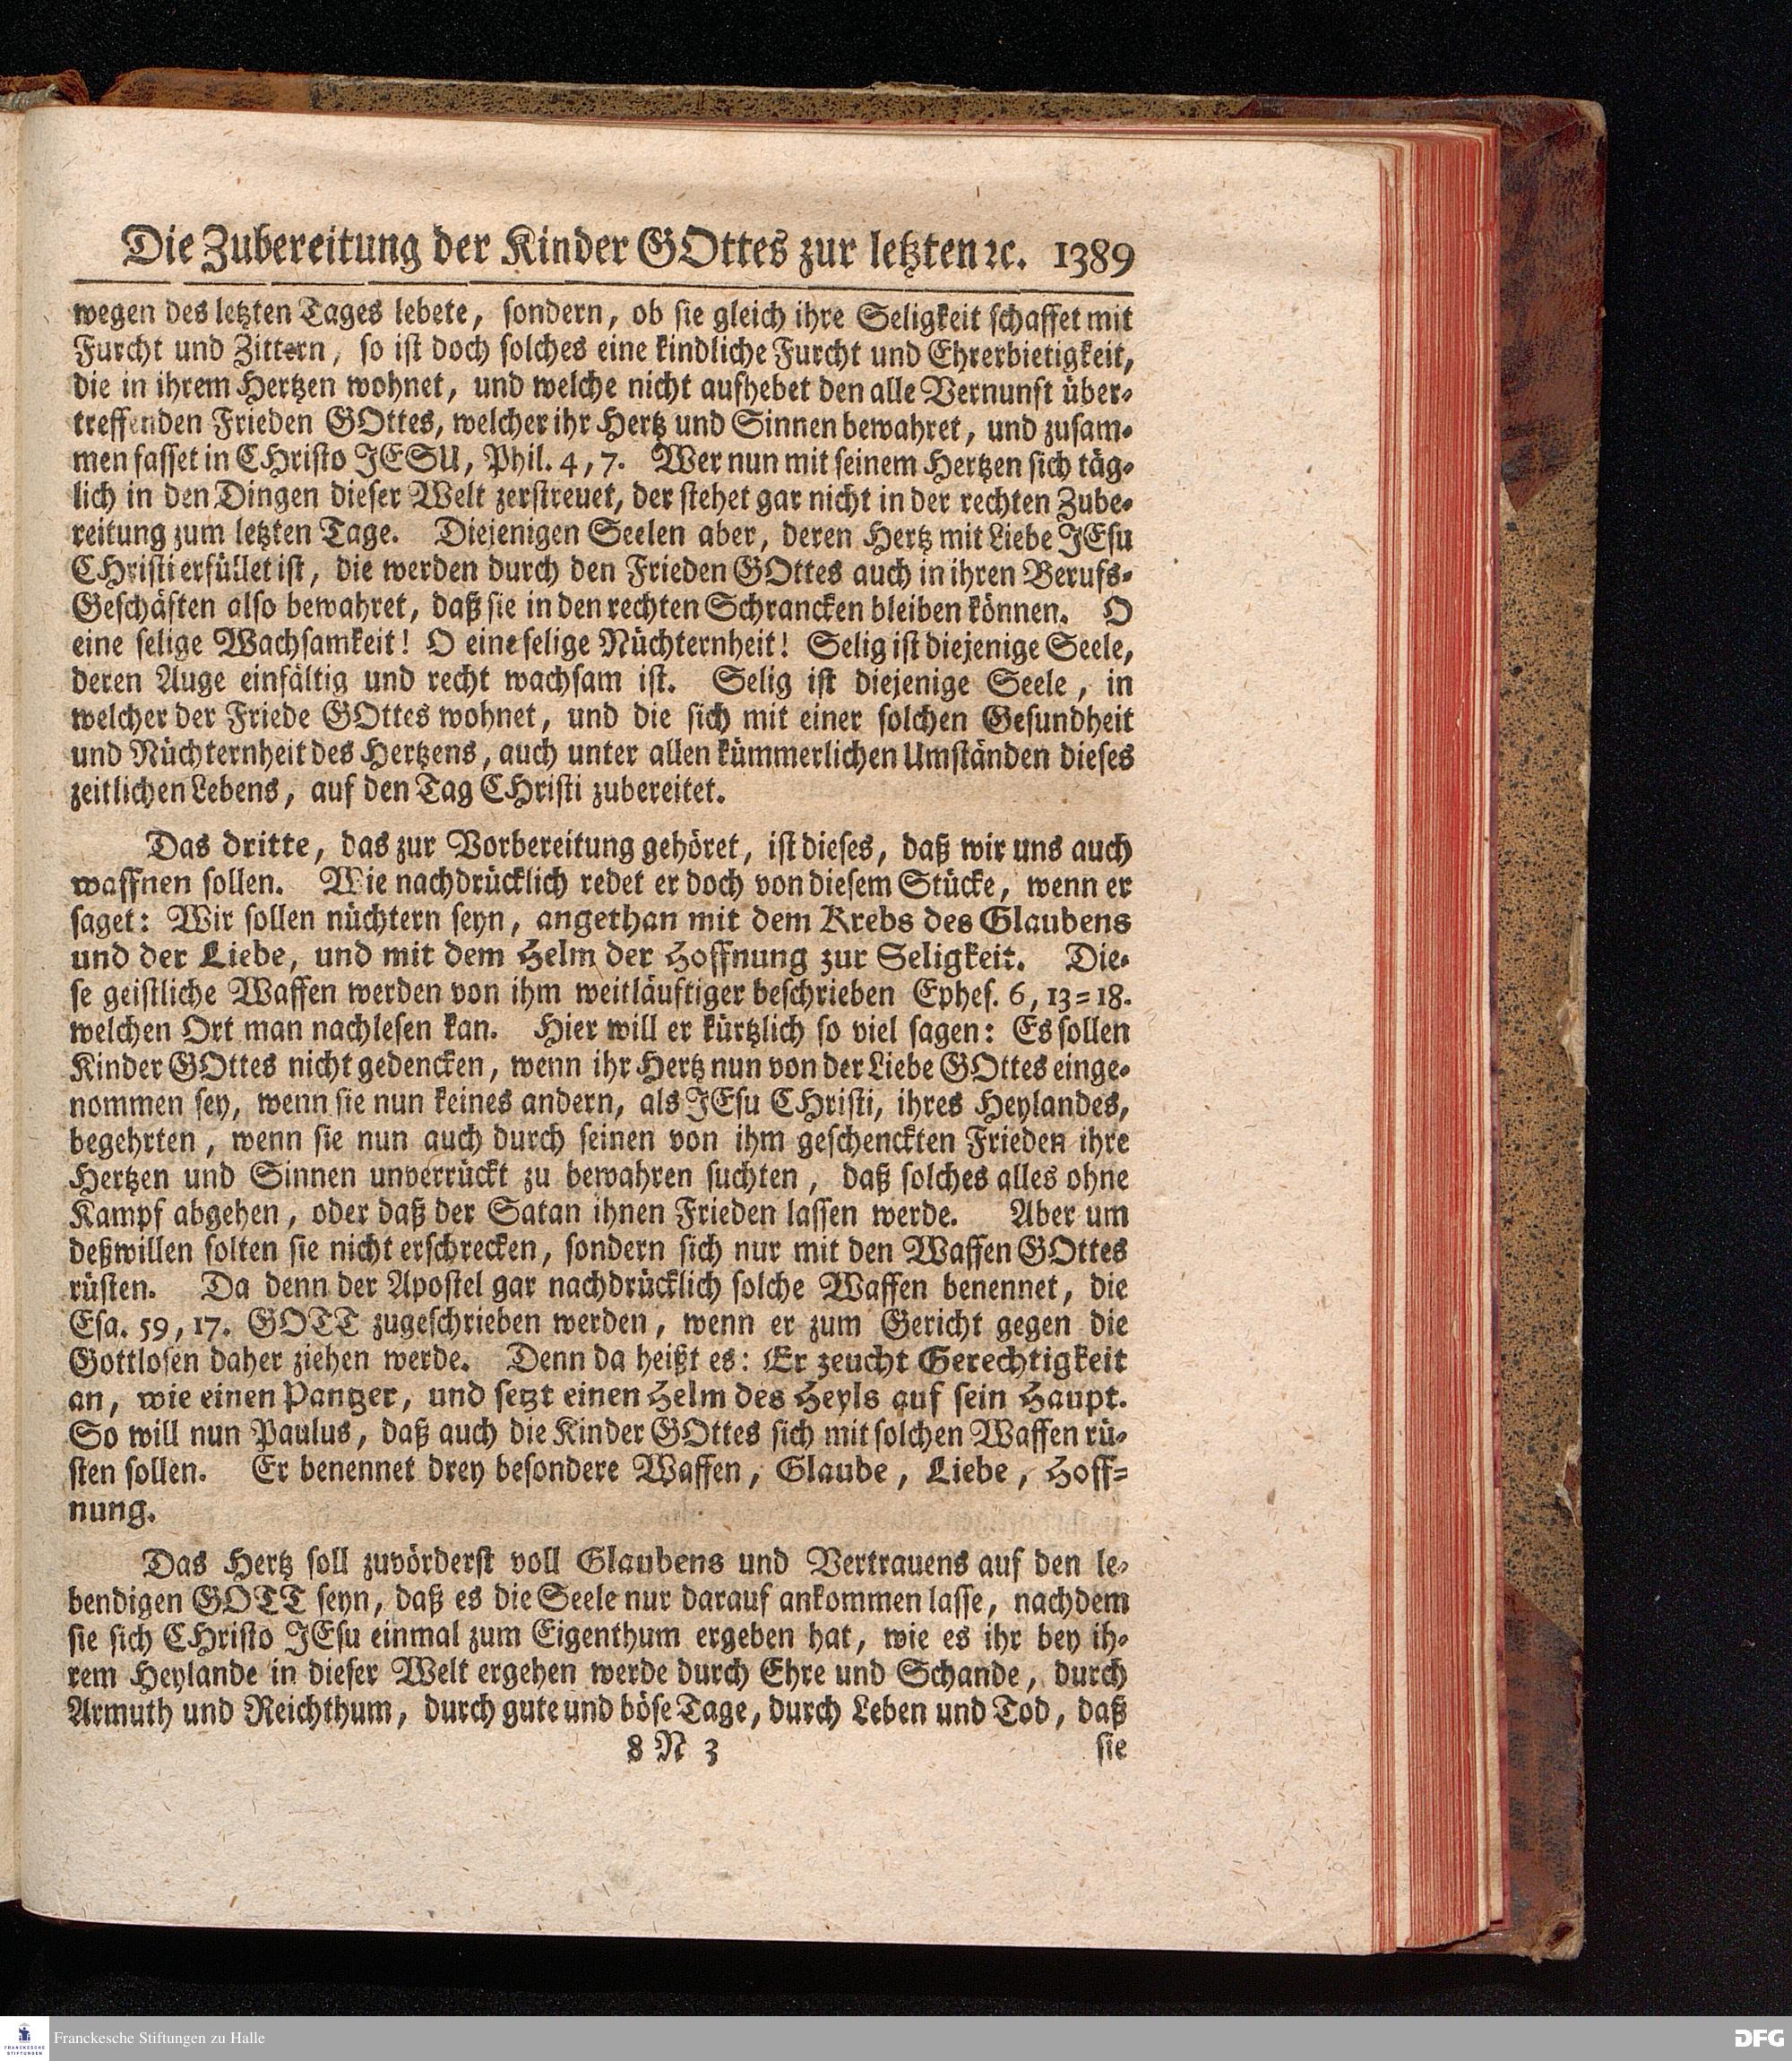 Die Zubereitung der Kinder GOttes zur letzten ꝛc. 1389
wegen des letzten Tages lebete, sondern, ob sie gleich ihre Seligkeit schaffet mit
Furcht und Zittern, so ist doch solches eine kindliche Furcht und Ehrerbietigkeit,
die in ihrem Hertzen wohnet, und welche nicht aufhebet den alle Vernunft über-
treffenden Frieden GOttes, welcher ihr Hertz und Sinnen bewahret, und zusam-
men fasset in CHristo JESU, Phil. 4, 7. Wer nun mit seinem Hertzen sich täg-
lich in den Dingen dieser Welt zerstreuet, der stehet gar nicht in der rechten Zube-
reitung zum letzten Tage. Diejenigen Seelen aber, deren Hertz mit Liebe JEsu
CHristi erfüllet ist, die werden durch den Frieden GOttes auch in ihren Berufs-
Geschäften also bewahret, daß sie in den rechten Schrancken bleiben können. O
eine selige Wachsamkeit! O eine selige Nüchternheit! Selig ist diejenige Seele,
deren Auge einfältig und recht wachsam ist. Selig ist diejenige Seele, in
welcher der Friede GOttes wohnet, und die sich mit einer solchen Gesundheit
und Nüchternheit des Hertzens, auch unter allen kümmerlichen Umständen dieses
zeitlichen Lebens, auf den Tag CHristi zubereitet.
Das dritte, das zur Vorbereitung gehöret, ist dieses, daß wir uns auch
waffnen sollen. Wie nachdrücklich redet er doch von diesem Stücke, wenn er
saget: Wir sollen nüchtern seyn, angethan mit dem Krebs des Glaubens
und der Liebe, und mit dem Helm der Hoffnung zur Seligkeit. Die-
se geistliche Waffen werden von ihm weitläuftiger beschrieben Ephes. 6, 13=18.
welchen Ort man nachlesen kan. Hier will er kürtzlich so viel sagen: Es sollen
Kinder GOttes nicht gedencken, wenn ihr Hertz nun von der Liebe GOttes einge-
nommen sey, wenn sie nun keines andern, als JEsu CHristi, ihres Heylandes,
begehrten, wenn sie nun auch durch seinen von ihm geschenckten Frieden ihre
Hertzen und Sinnen unverrückt zu bewahren suchten, daß solches alles ohne
Kampf abgehen, oder daß der Satan ihnen Frieden lassen werde. Aber um
deßwillen solten sie nicht erschrecken, sondern sich nur mit den Waffen GOttes
rüsten. Da denn der Apostel gar nachdrücklich solche Waffen benennet, die
Esa. 59, 17. GOTT zugeschrieben werden, wenn er zum Gericht gegen die
Gottlosen daher ziehen werde. Denn da heißt es: Er zeucht Gerechtigkeit
an, wie einen Pantzer, und setzt einen Helm des Heyls auf sein Haupt.
So will nun Paulus, daß auch die Kinder GOttes sich mit solchen Waffen rü-
sten sollen. Er benennet drey besondere Waffen, Glaube, Liebe, Hoff=
nung.
Das Hertz soll zuvörderst voll Glaubens und Vertrauens auf den le-
bendigen GOTT seyn, daß es die Seele nur darauf ankommen lasse, nachdem
sie sich CHristo JEsu einmal zum Eigenthum ergeben hat, wie es ihr bey ih-
rem Heylande in dieser Welt ergehen werde durch Ehre und Schande, durch
Armuth und Reichthum, durch gute und böse Tage, durch Leben und Tod, daß
8 N 3 sie
FRANCKESCHE STIFTUNGEN
Franckesche Stiftungen zu Halle
DFG